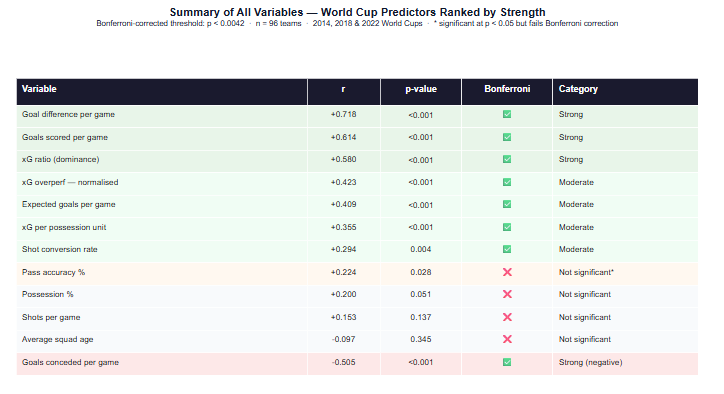 Summary of All Variables — World Cup Predictors Ranked by Strength
Bonferroni-corrected threshold: p < 0.0042 · n = 96 teams · 2014, 2018 & 2022 World Cups · * significant at p < 0.05 but fails Bonferroni correction
Variable r p-value Bonferroni Category
Goal difference per game +0.718 <0.001 ✅ Strong
Goals scored per game +0.614 <0.001 ✅ Strong
xG ratio (dominance) +0.580 <0.001 ✅ Strong
xG overperf — normalised +0.423 <0.001 ✅ Moderate
Expected goals per game +0.409 <0.001 ✅ Moderate
xG per possession unit +0.355 <0.001 ✅ Moderate
Shot conversion rate +0.294 0.004 ✅ Moderate
Pass accuracy % +0.224 0.028 ❌ Not significant*
Possession % +0.200 0.051 ❌ Not significant
Shots per game +0.153 0.137 ❌ Not significant
Average squad age -0.097 0.345 ❌ Not significant
Goals conceded per game -0.505 <0.001 ✅ Strong (negative)